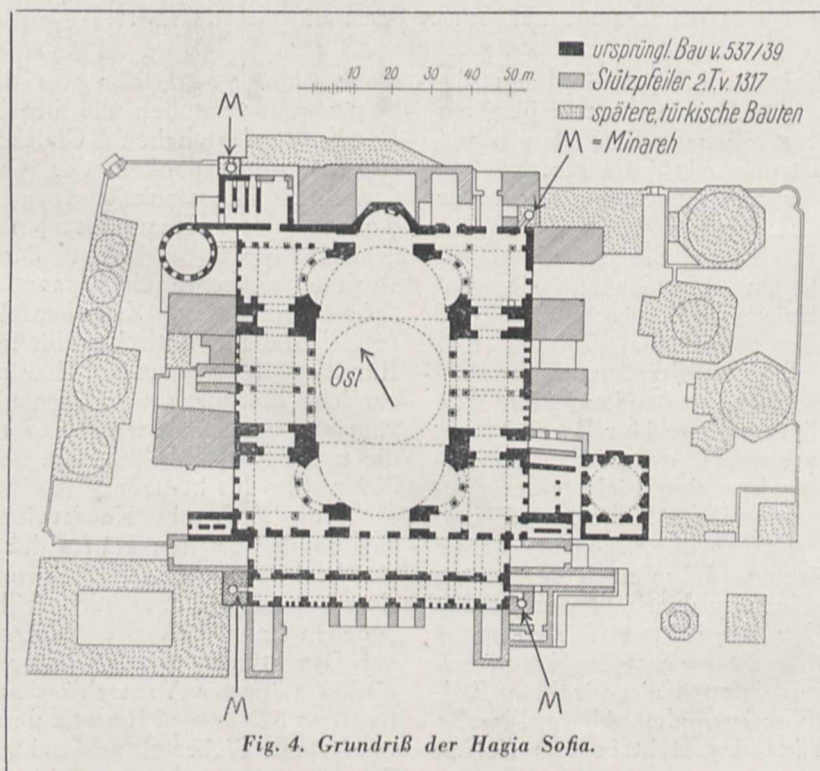 ursprüngl. Bau v. 537/39
Stützpfeiler 2.T. v. 1317
spätere, türkische Bauten
M = Minareh
10 20 30 40 50 m.
M
Ost
M
M
Fig. 4. Grundriß der Hagia Sofia.